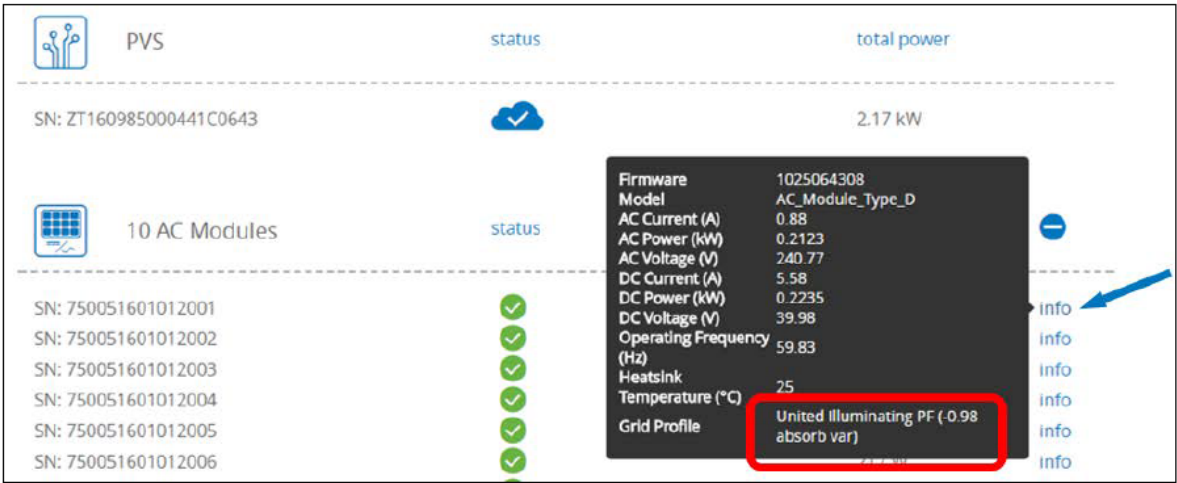 PVS status total power
SN: ZT160985000441C0643 2.17 kW
10 AC Modules status
Firmware 1025064308
Model AC_Module_Type_D
AC Current (A) 0.88
AC Power (kW) 0.2123
AC Voltage (V) 240.77
DC Current (A) 5.58
DC Power (kW) 0.2235
DC Voltage (V) 39.98
Operating Frequency (Hz) 59.83
Heatsink
Temperature (°C) 25
Grid Profile United Illuminating PF (-0.98
absorb var)
SN: 750051601012001 info
SN: 750051601012002 info
SN: 750051601012003 info
SN: 750051601012004 info
SN: 750051601012005 info
SN: 750051601012006 info